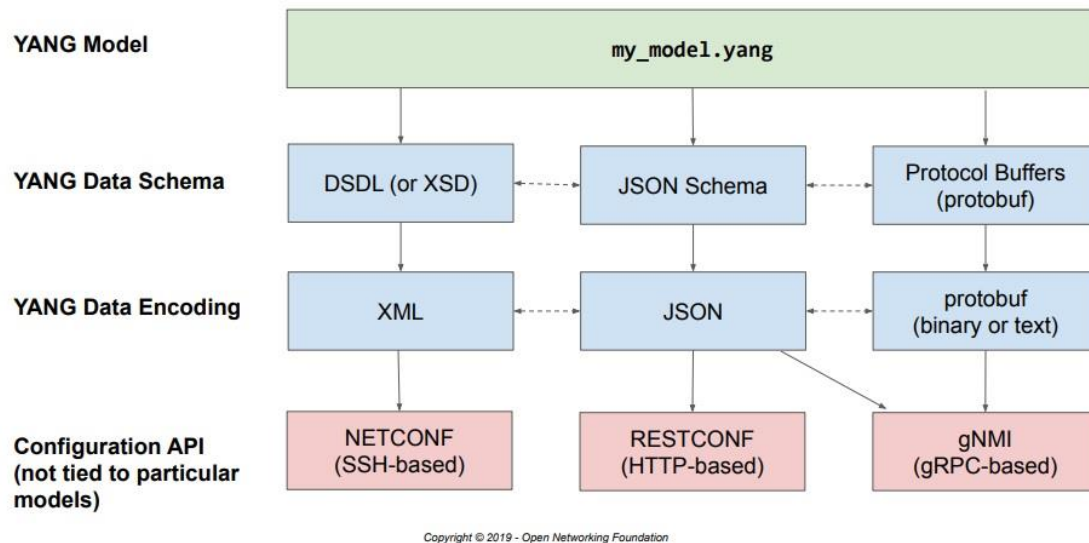 YANG Model
my_model.yang
YANG Data Schema
DSDL (or XSD)
JSON Schema
Protocol Buffers
(protobuf)
YANG Data Encoding
XML
JSON
protobuf
(binary or text)
Configuration API
(not tied to particular
models)
NETCONF
(SSH-based)
RESTCONF
(HTTP-based)
gNMI
(gRPC-based)
Copyright © 2019 - Open Networking Foundation